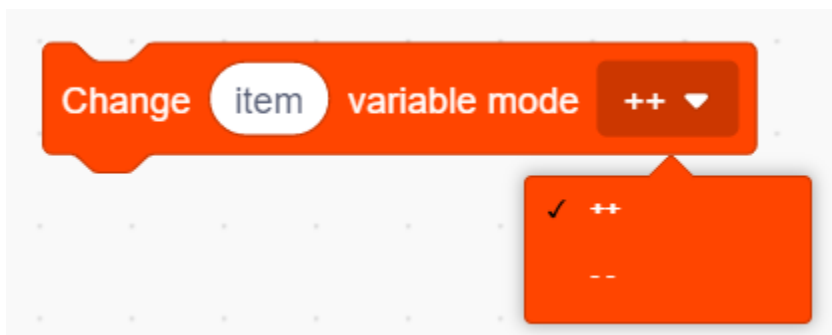 Change item variable mode ++
✓ ++
--